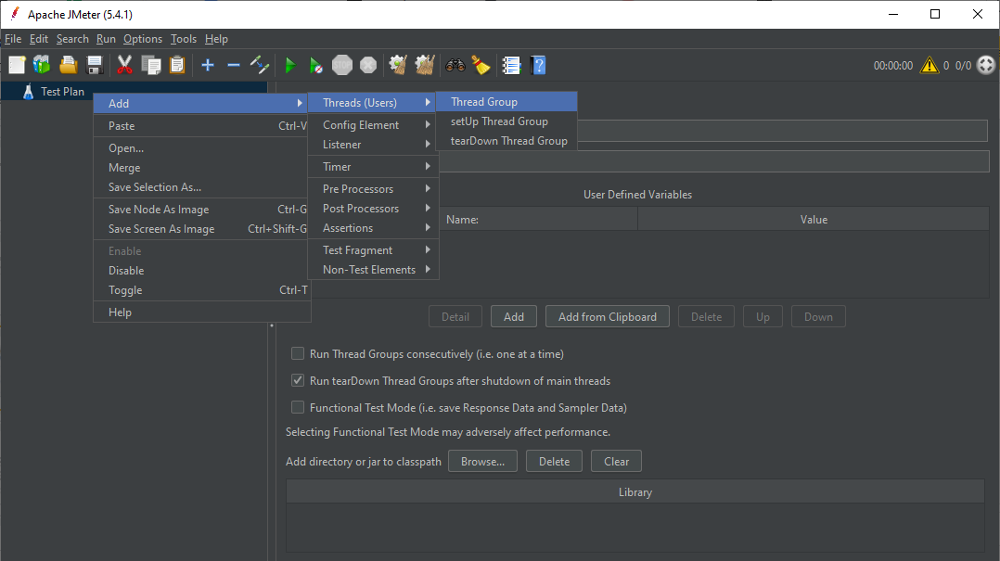 Apache JMeter (5.4.1)
File Edit Search Run Options Tools Help
00:00:00 0 0/0
Test Plan
Add
Paste Ctrl-V
Open...
Merge
Save Selection As...
Save Node As Image Ctrl-G
Save Screen As Image Ctrl+Shift-G
Enable
Disable
Toggle Ctrl-T
Help
Threads (Users)
Config Element
Listener
Timer
Pre Processors
Post Processors
Assertions
Test Fragment
Non-Test Elements
Thread Group
setUp Thread Group
tearDown Thread Group
User Defined Variables
Name: Value
Detail Add Add from Clipboard Delete Up Down
Run Thread Groups consecutively (i.e. one at a time)
Run tearDown Thread Groups after shutdown of main threads
Functional Test Mode (i.e. save Response Data and Sampler Data)
Selecting Functional Test Mode may adversely affect performance.
Add directory or jar to classpath Browse... Delete Clear
Library